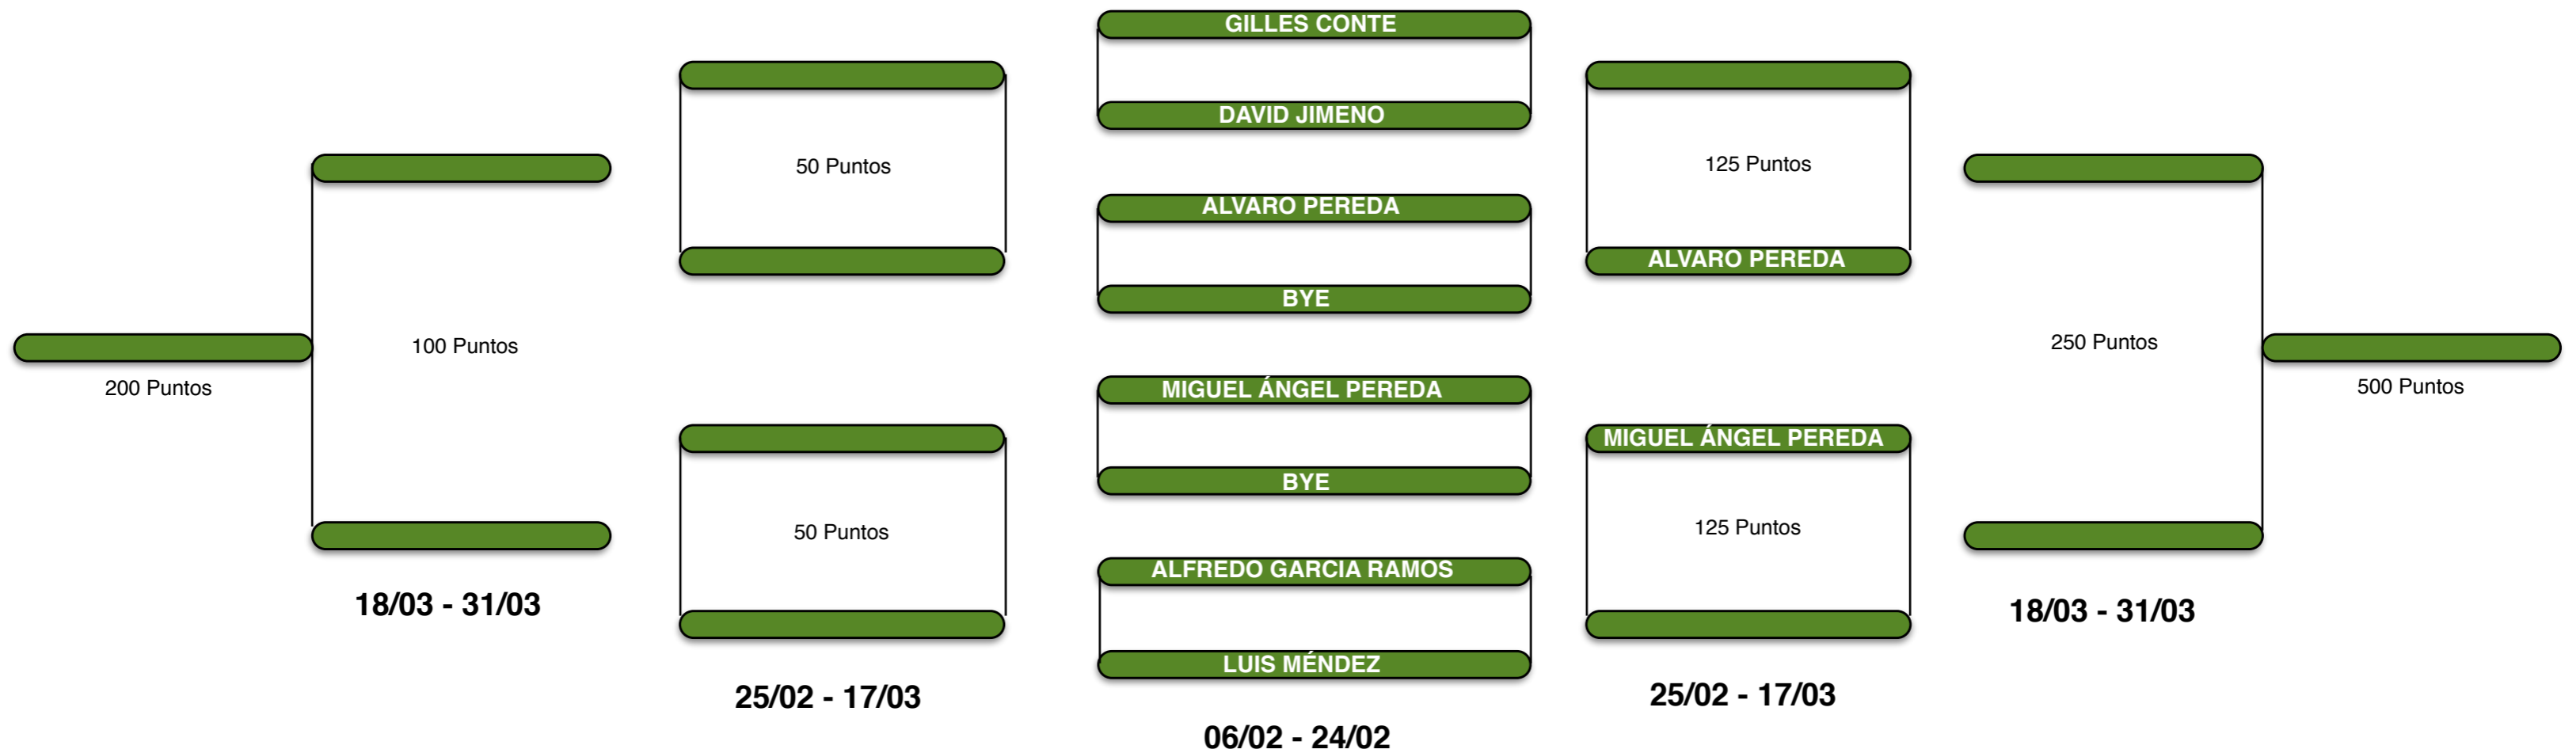 GILLES CONTE
DAVID JIMENO
50 Puntos
125 Puntos
ALVARO PEREDA
ALVARO PEREDA
BYE
100 Puntos
250 Puntos
200 Puntos
MIGUEL ÁNGEL PEREDA
500 Puntos
MIGUEL ÁNGEL PEREDA
BYE
50 Puntos
125 Puntos
ALFREDO GARCIA RAMOS
18/03 - 31/03
18/03 - 31/03
LUIS MÉNDEZ
25/02 - 17/03
25/02 - 17/03
06/02 - 24/02